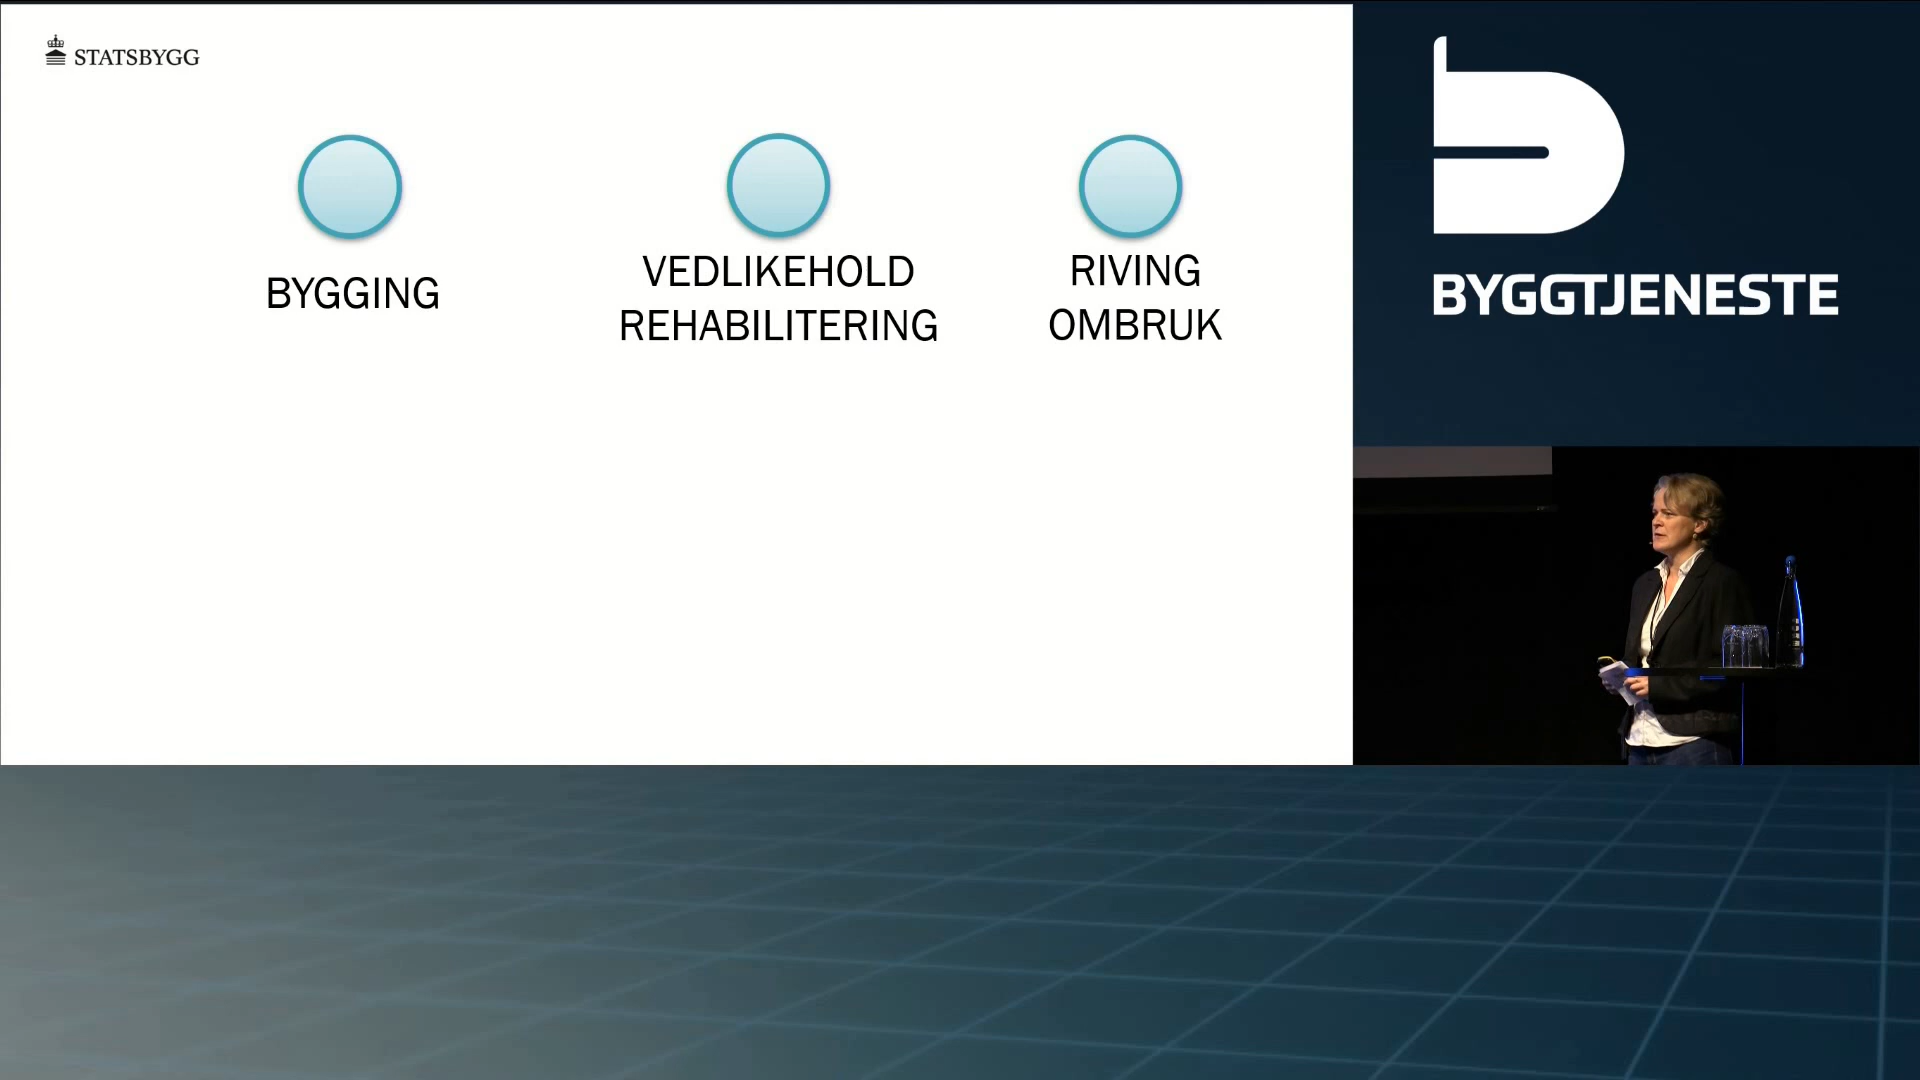 STATSBYGG
BYGGING
VEDLIKEHOLD
REHABILITERING
RIVING
OMBRUK
BYGGTJENESTE